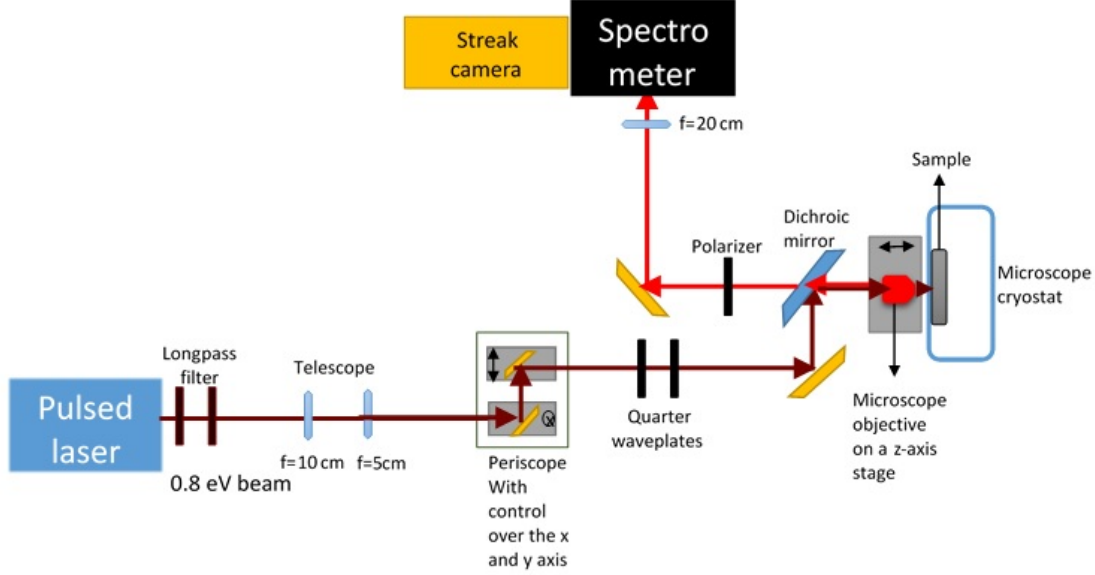 Streak
camera
Spectro
meter
f=20 cm
Sample
Dichroic
mirror
Polarizer
Microscope
cryostat
Longpass
filter
Telescope
Pulsed
laser
f=10 cm
f=5cm
0.8 eV beam
Periscope
With
control
over the x
and y axis
Quarter
waveplates
Microscope
objective
on a z-axis
stage